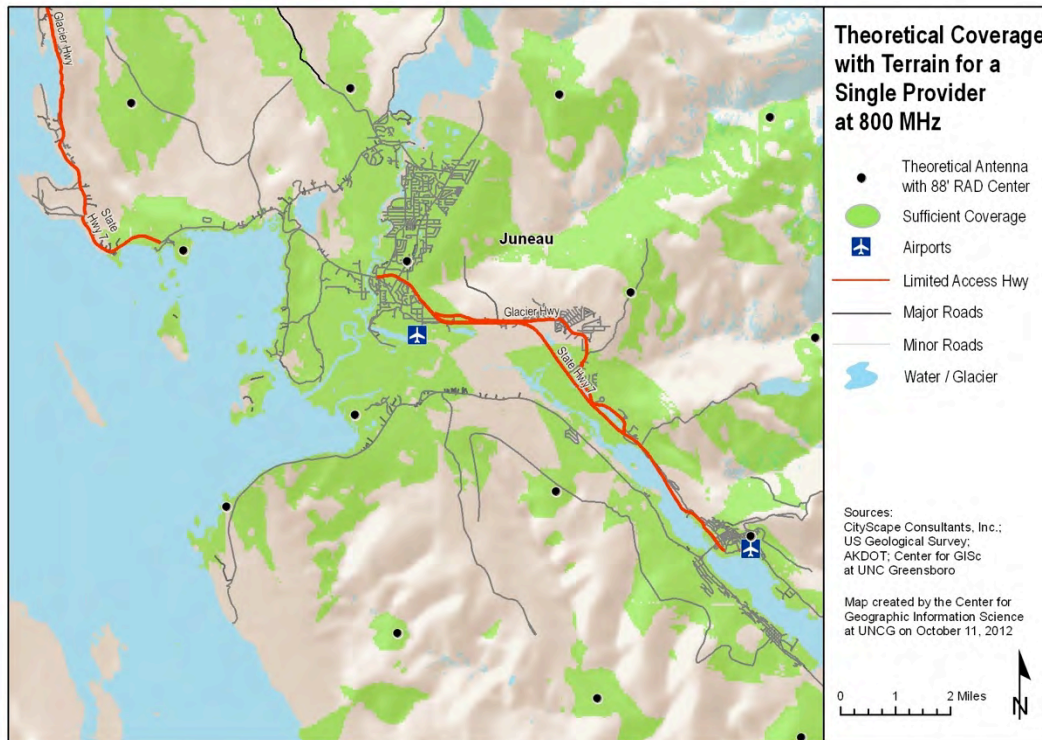 Theoretical Coverage
with Terrain for a
Single Provider
at 800 MHz
Theoretical Antenna
with 88' RAD Center
Sufficient Coverage
Airports
Limited Access Hwy
Major Roads
Minor Roads
Water / Glacier
Sources:
CityScape Consultants, Inc.;
US Geological Survey;
AKDOT; Center for GISc
at UNC Greensboro
Map created by the Center for
Geographic Information Science
at UNCG on October 11, 2012
0 1 2 Miles
N
Glacier Hwy
State
Hwy 7
Juneau
Glacier Hwy
State Hwy 7